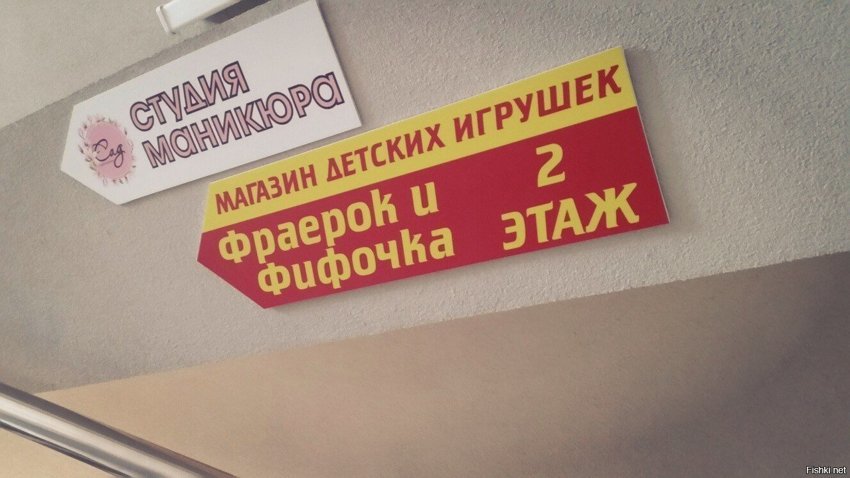 Сад
СТУДИЯ
МАНИКЮРА
МАГАЗИН ДЕТСКИХ ИГРУШЕК
Фраерок и
Фифочка
2
ЭТАЖ
Fishki.net